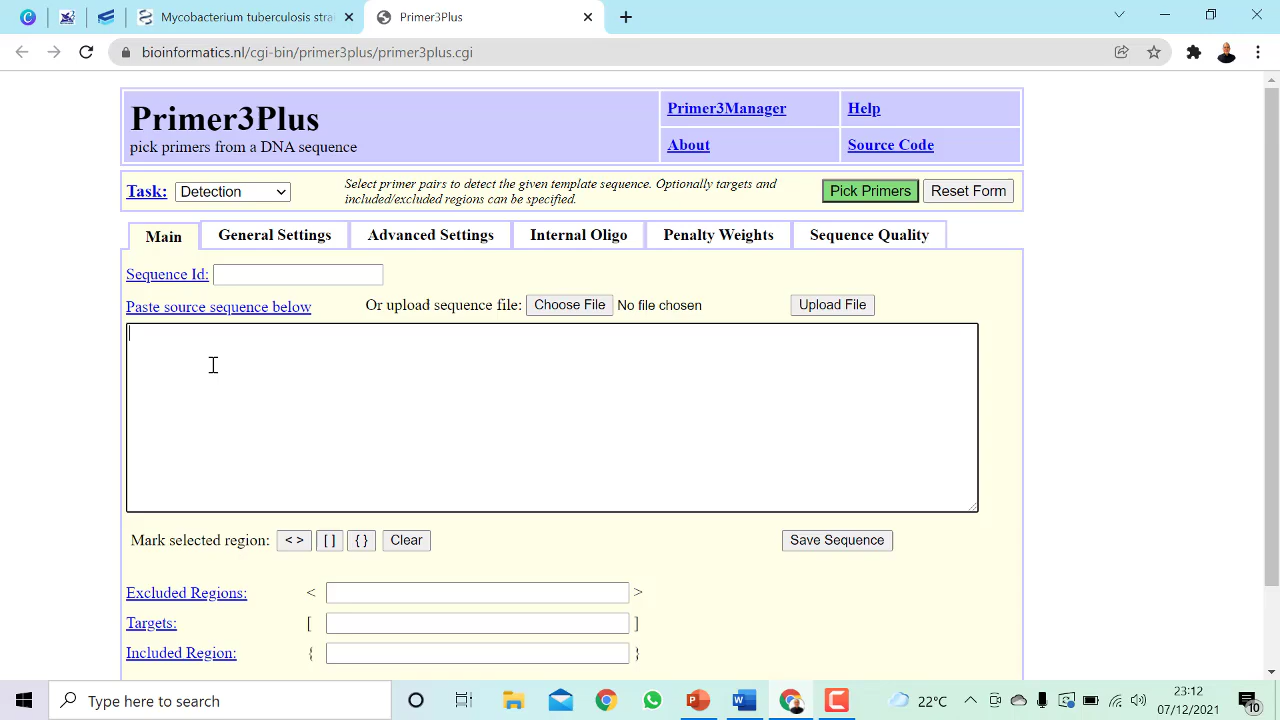 Mycobacterium tuberculosis stra
Primer3Plus
bioinformatics.nl/cgi-bin/primer3plus/primer3plus.cgi
Primer3Plus
pick primers from a DNA sequence
Primer3Manager
Help
About
Source Code
Task:
Detection
Select primer pairs to detect the given template sequence. Optionally targets and
included/excluded regions can be specified.
Pick Primers
Reset Form
Main
General Settings
Advanced Settings
Internal Oligo
Penalty Weights
Sequence Quality
Sequence Id:
Paste source sequence below
Or upload sequence file:
Choose File
No file chosen
Upload File
Mark selected region:
< >
[ ]
{ }
Clear
Save Sequence
Excluded Regions:
<
>
Targets:
[
]
Included Region:
{
}
Type here to search
22°C
23:12
07/12/2021
10